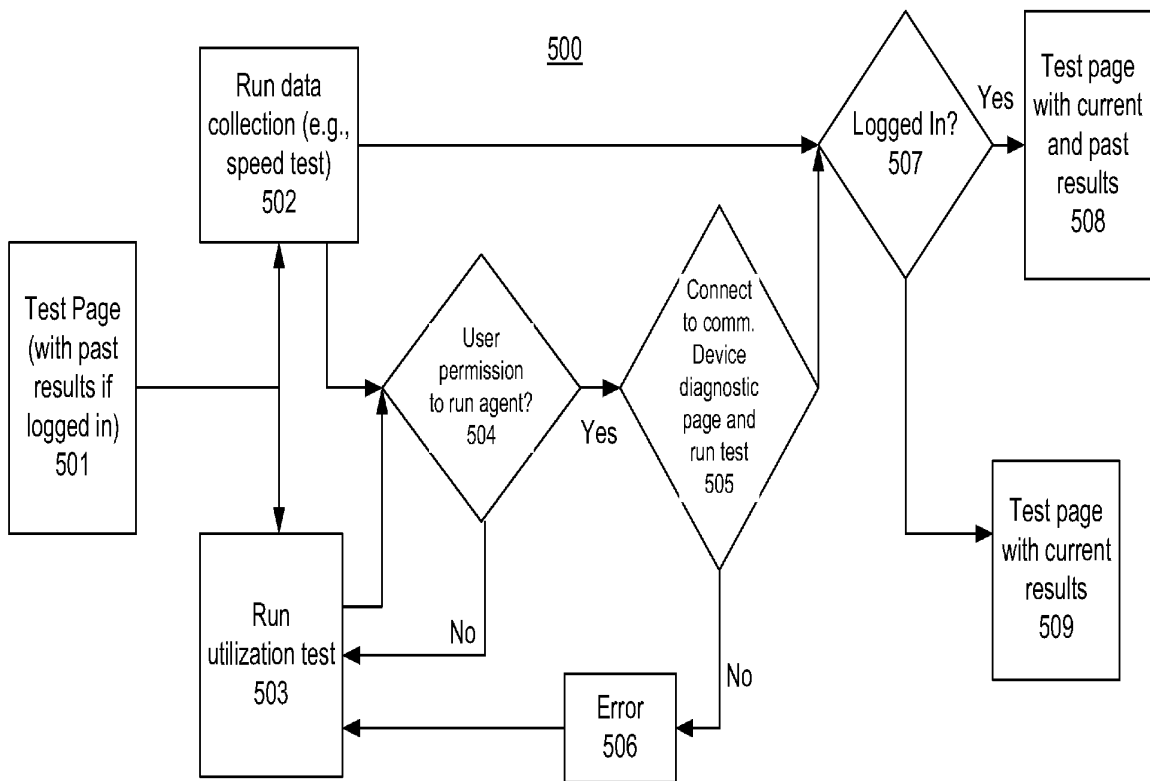 500
Run data
collection (e.g.,
speed test)
502
Logged In?
507
Yes
Test page
with current
and past
results
508
Test Page
(with past
results if
logged in)
501
User
permission
to run agent?
504
Yes
Connect
to comm.
Device
diagnostic
page and
run test
505
Run
utilization test
503
No
Error
506
No
Test page
with current
results
509